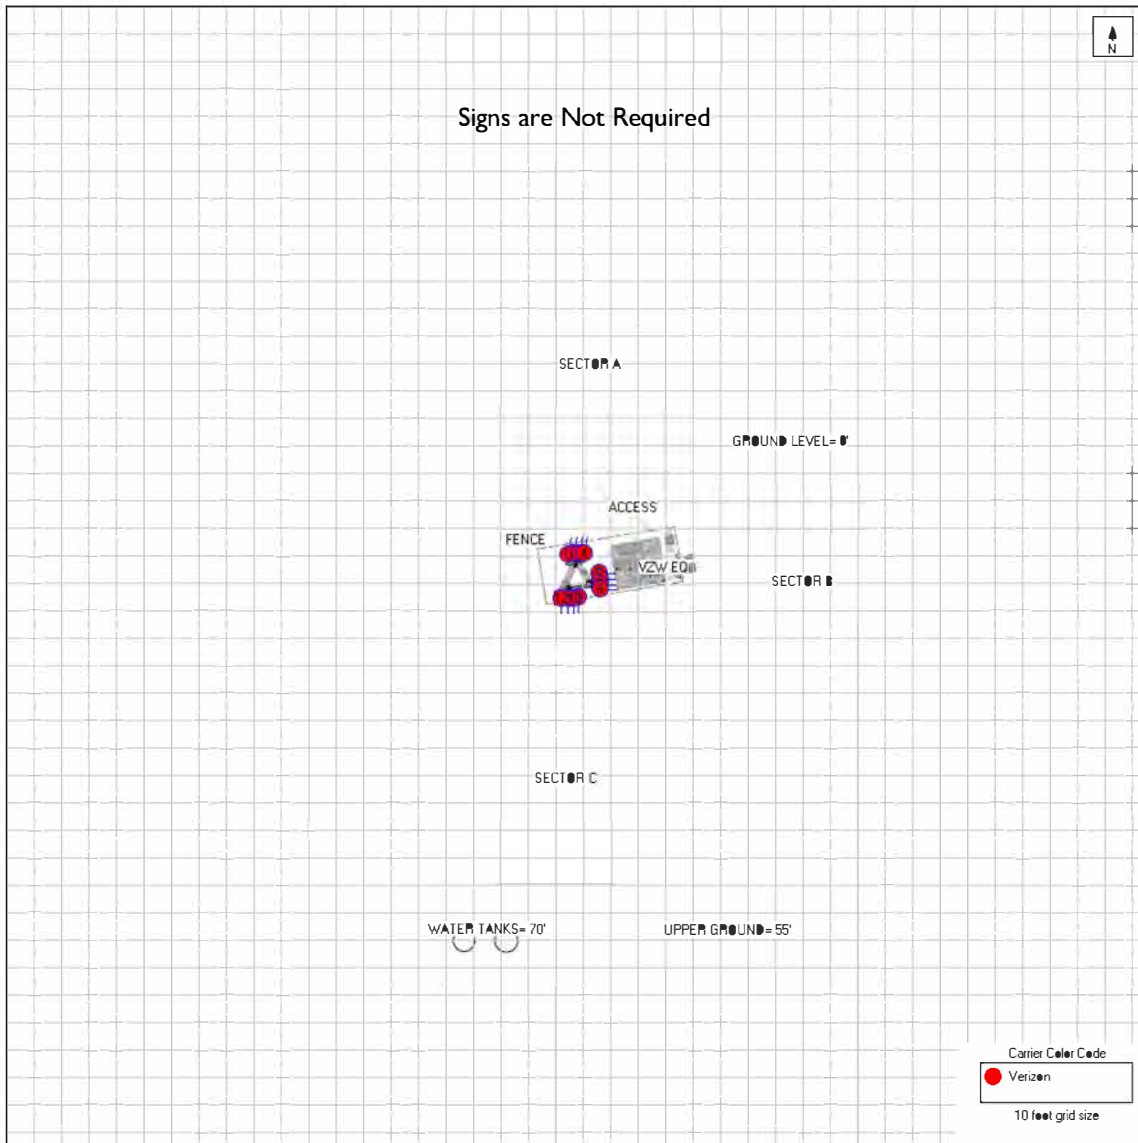 N
Signs are Not Required
SECTOR A
GROUND LEVEL= 0'
ACCESS
FENCE
VZW EQ
SECTOR B
SECTOR C
WATER TANKS= 70'
UPPER GROUND= 55'
Carrier Color Code
Verizon
10 foot grid size